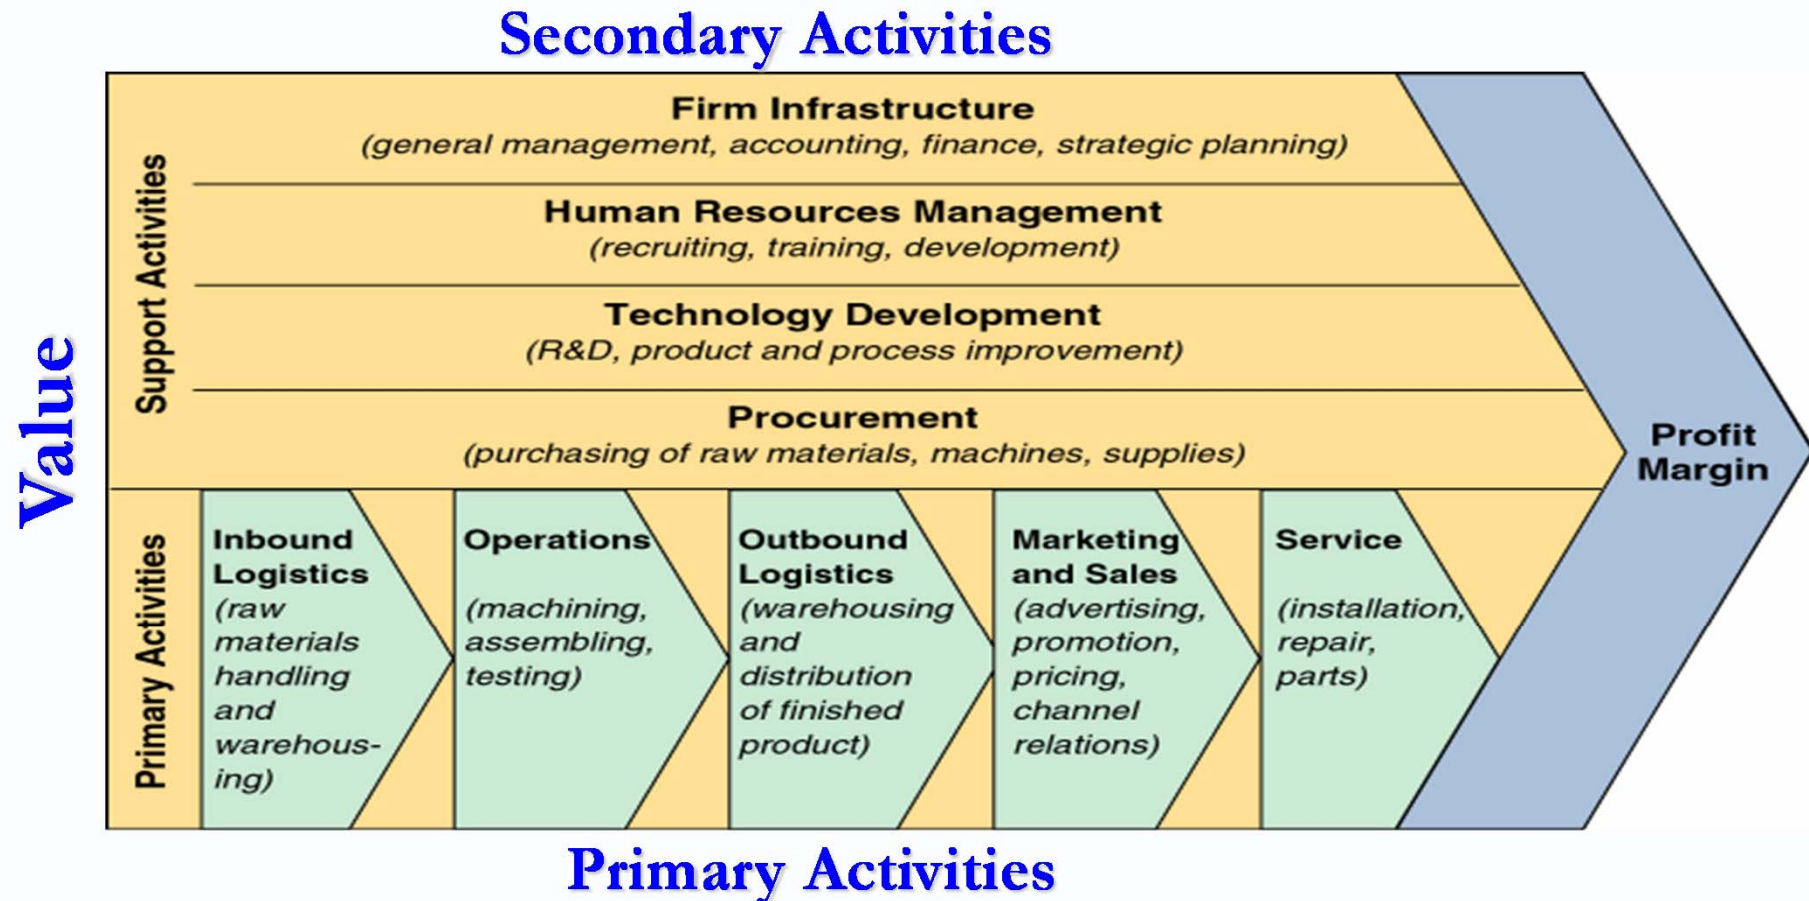 Secondary Activities
Value
Support Activities
Firm Infrastructure
(general management, accounting, finance, strategic planning)
Human Resources Management
(recruiting, training, development)
Technology Development
(R&D, product and process improvement)
Procurement
(purchasing of raw materials, machines, supplies)
Profit
Margin
Primary Activities
Inbound
Logistics
(raw
materials
handling
and
warehous-
ing)
Operations
(machining,
assembling,
testing)
Outbound
Logistics
(warehousing
and
distribution
of finished
product)
Marketing
and Sales
(advertising,
promotion,
pricing,
channel
relations)
Service
(installation,
repair,
parts)
Primary Activities